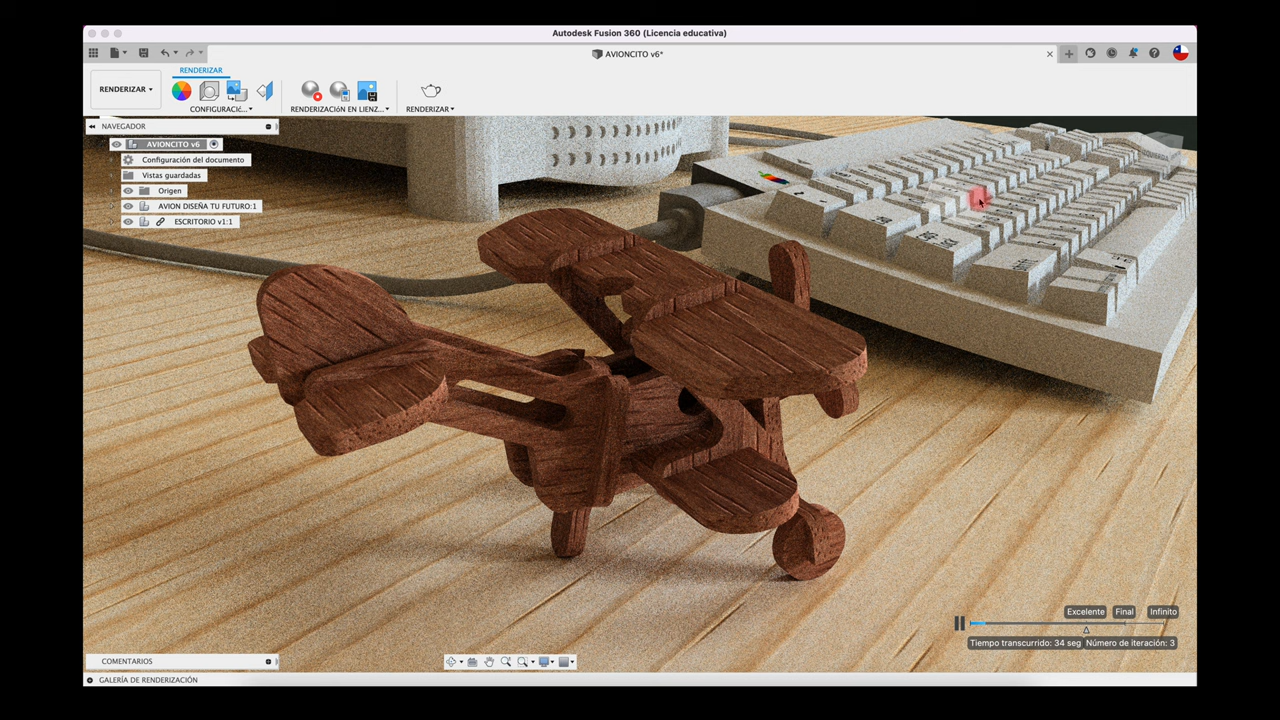 Autodesk Fusion 360 (Licencia educativa)
AVIONCITO v6*
RENDERIZAR
RENDERIZAR
CONFIGURACIÓ...
RENDERIZACIÓN EN LIENZ...
RENDERIZAR
NAVEGADOR
AVIONCITO v6
Configuración del documento
Vistas guardadas
Origen
AVION DISEÑA TU FUTURO:1
ESCRITORIO v1:1
Excelente Final Infinito
Tiempo transcurrido: 34 seg Número de iteración: 3
COMENTARIOS
GALERÍA DE RENDERIZACIÓN